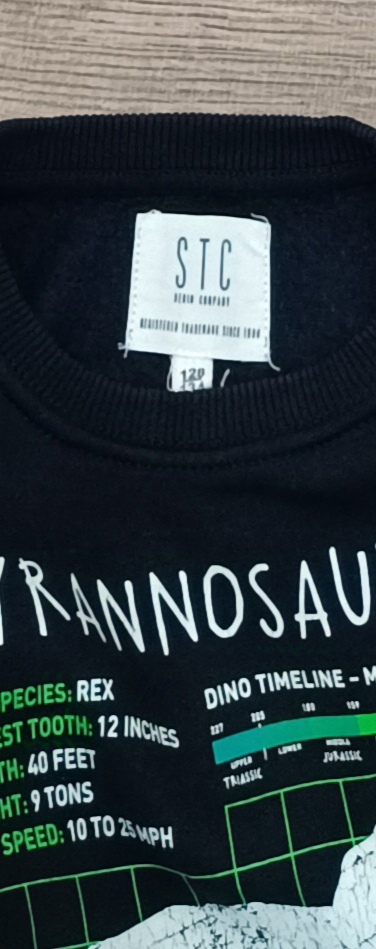 STC
DENIM COMPANY
REGISTERED TRADEMARK SINCE
YRANNOSAU
PECIES: REX
EST TOOTH: 12 INCHES
TH: 40 FEET
HT: 9 TONS
SPEED: 10 TO 25 MPH
DINO TIMELINE – M
UPPER
TRIASSIC
LOWER
MIDDLE
JURASSIC